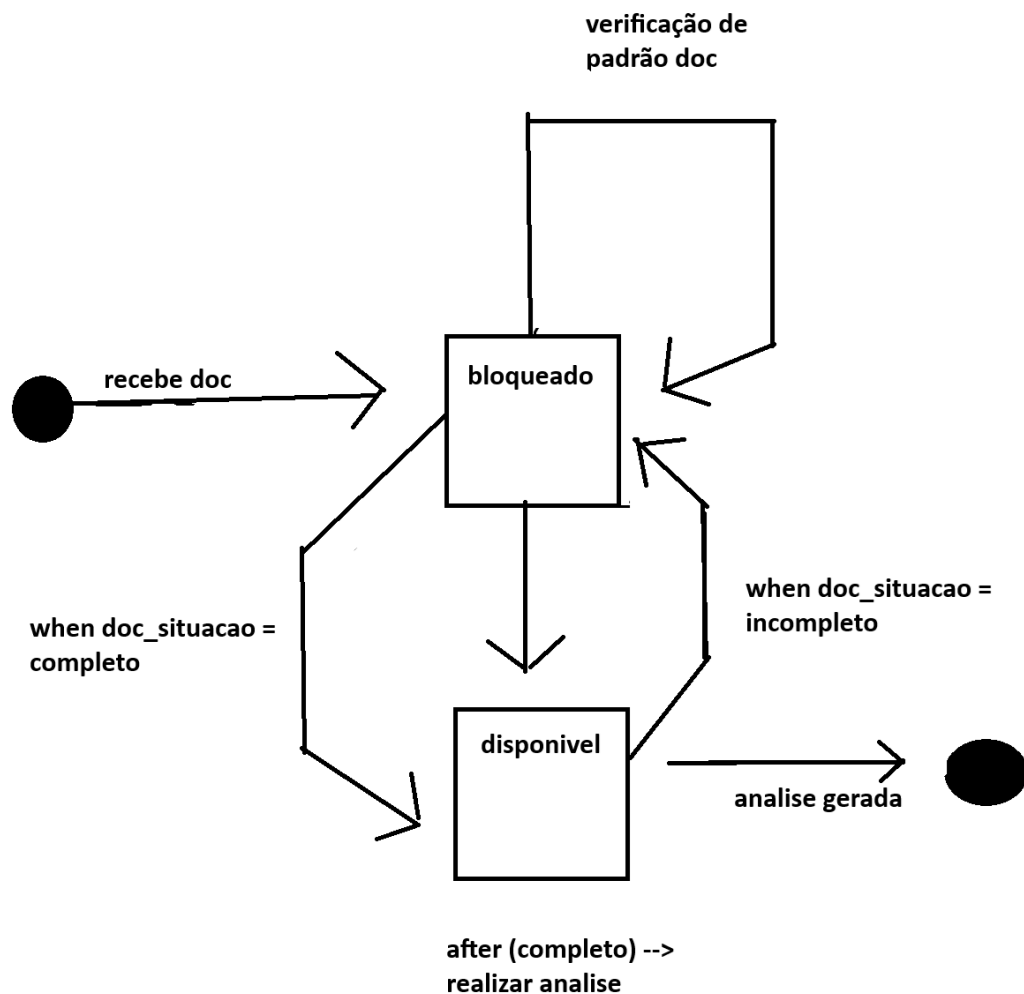 verificação de
padrão doc
recebe doc
bloqueado
when doc_situacao =
completo
when doc_situacao =
incompleto
disponivel
analise gerada
after (completo) -->
realizar analise